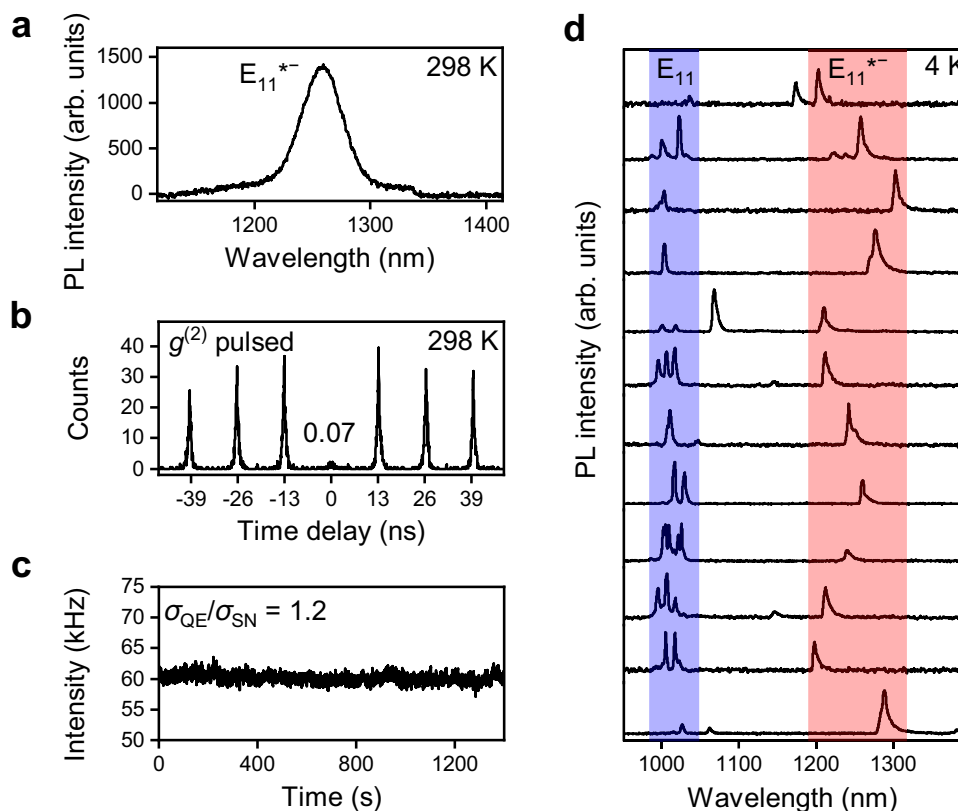 a
PL intensity (arb. units)
1500
1000
500
0
E₁₁*⁻
298 K
1200
1300
1400
Wavelength (nm)
b
Counts
40
30
20
10
0
g⁽²⁾ pulsed
298 K
0.07
-39
-26
-13
0
13
26
39
Time delay (ns)
c
Intensity (kHz)
75
70
65
60
55
50
σQE/σSN = 1.2
0
400
800
1200
Time (s)
d
PL intensity (arb. units)
E₁₁
E₁₁*⁻
4 K
1000
1100
1200
1300
Wavelength (nm)